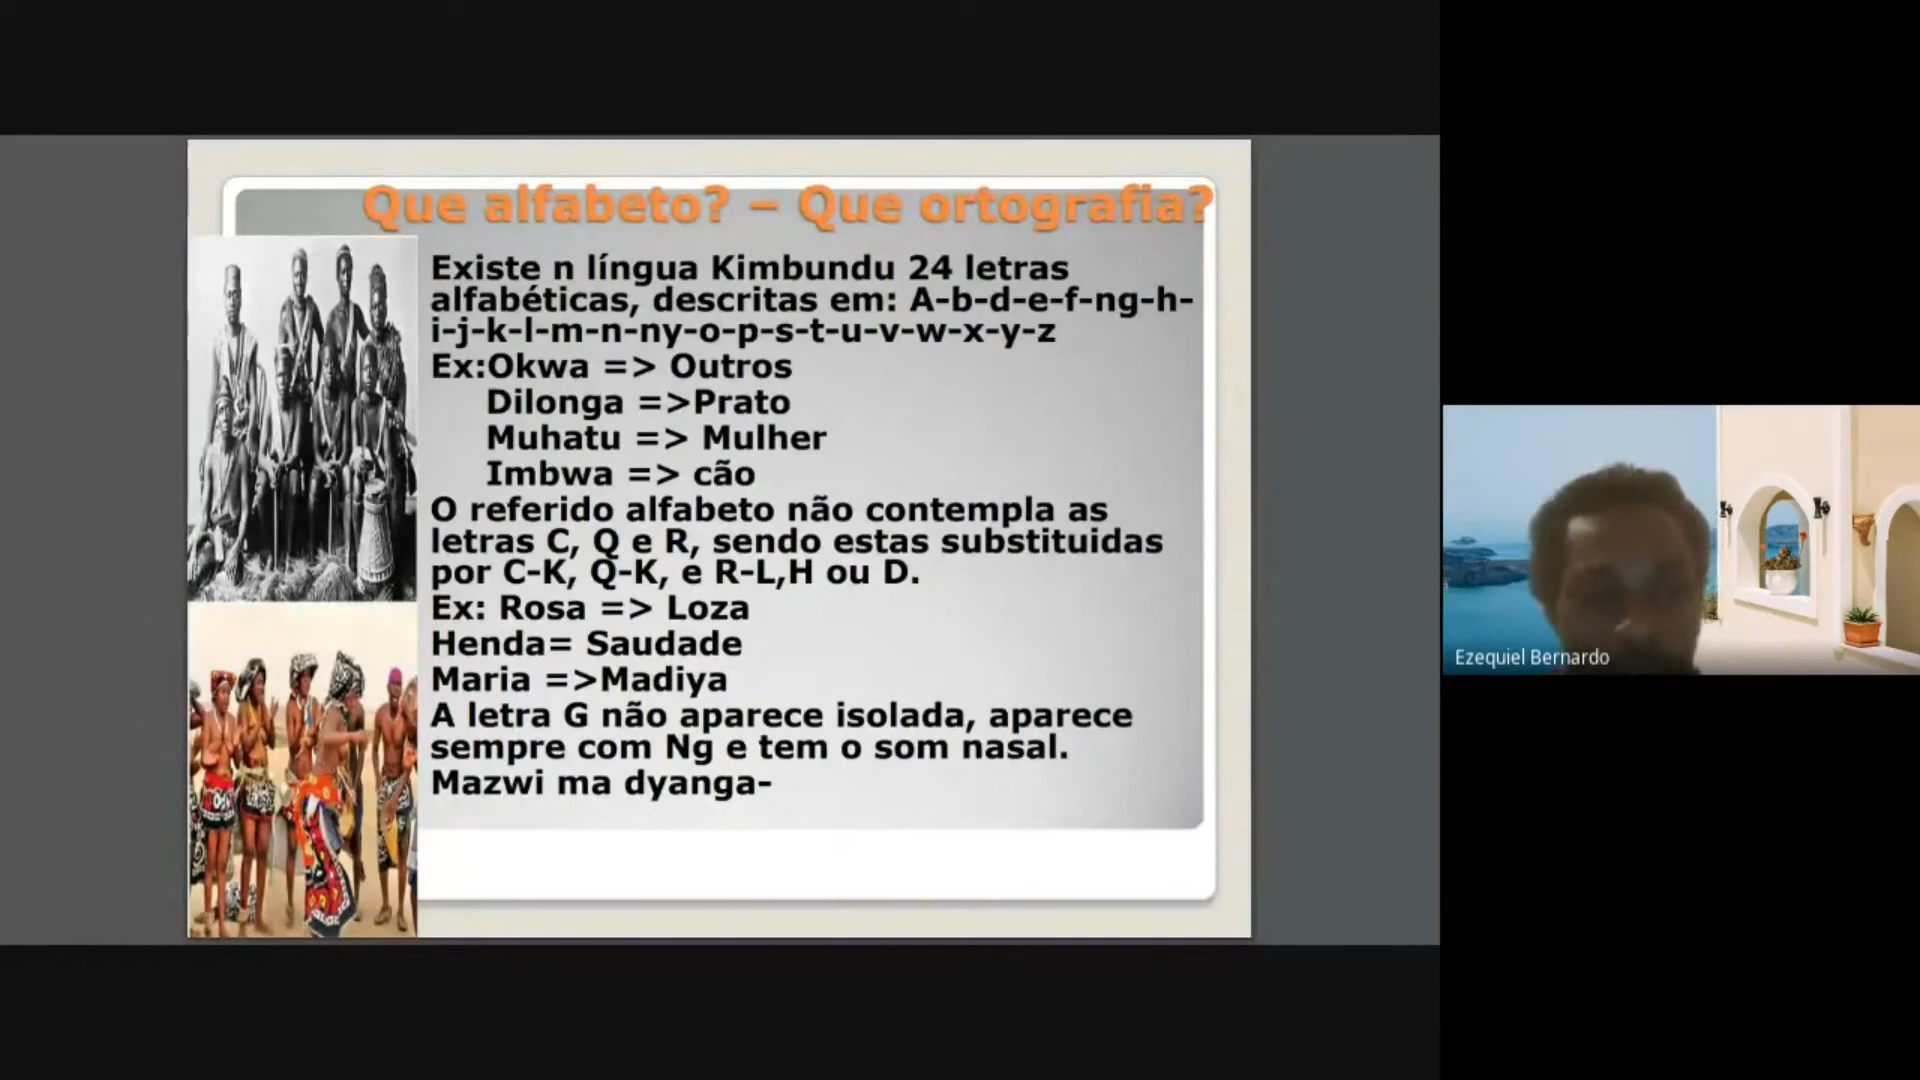 Que alfabeto? – Que ortografia?
Existe n língua Kimbundu 24 letras
alfabéticas, descritas em: A-b-d-e-f-ng-h-
i-j-k-l-m-n-ny-o-p-s-t-u-v-w-x-y-z
Ex:Okwa => Outros
Dilonga =>Prato
Muhatu => Mulher
Imbwa => cão
O referido alfabeto não contempla as
letras C, Q e R, sendo estas substituidas
por C-K, Q-K, e R-L,H ou D.
Ex: Rosa => Loza
Henda= Saudade
Maria =>Madiya
A letra G não aparece isolada, aparece
sempre com Ng e tem o som nasal.
Mazwi ma dyanga-
Ezequiel Bernardo